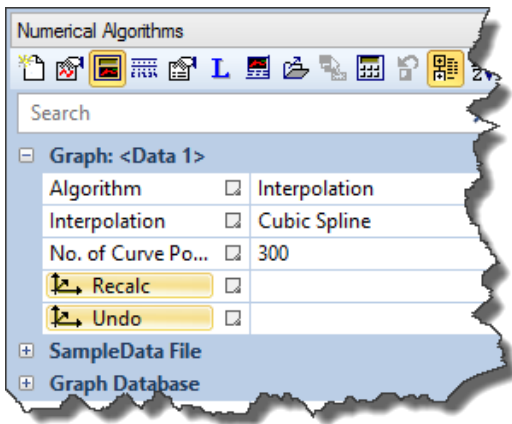 Numerical Algorithms
L
Search
Graph: <Data 1>
Algorithm Interpolation
Interpolation Cubic Spline
No. of Curve Po... 300
Recalc
Undo
SampleData File
Graph Database